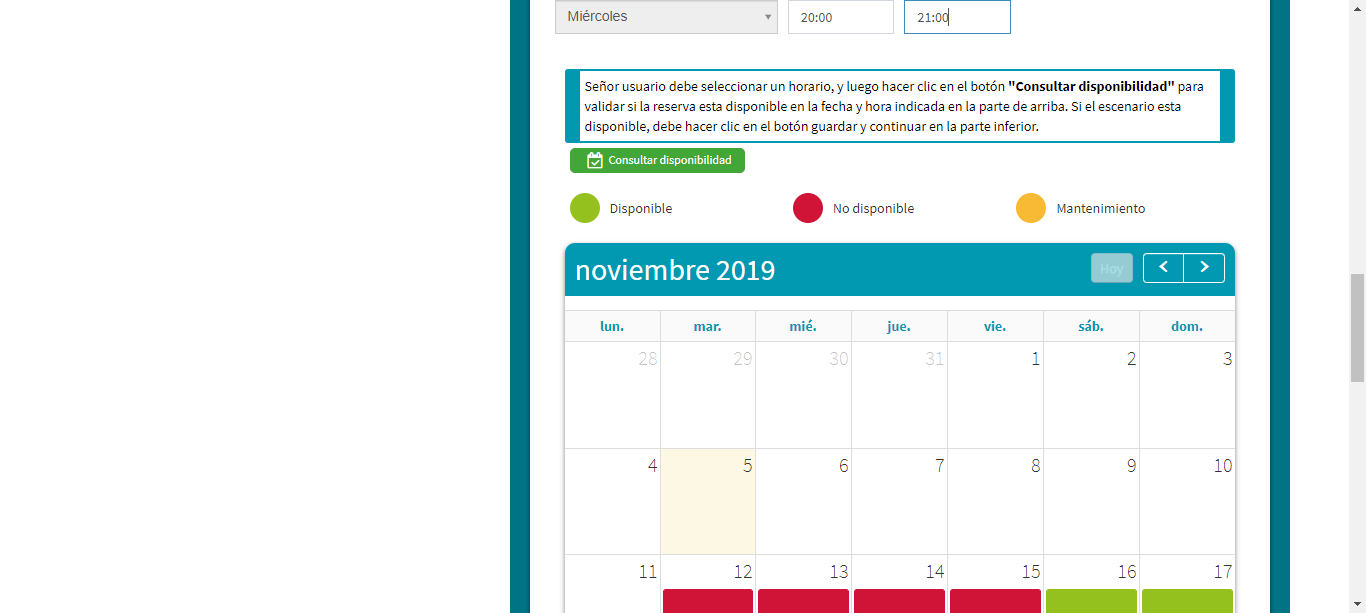 Miércoles 20:00 21:00
Señor usuario debe seleccionar un horario, y luego hacer clic en el botón "Consultar disponibilidad" para
validar si la reserva esta disponible en la fecha y hora indicada en la parte de arriba. Si el escenario esta
disponible, debe hacer clic en el botón guardar y continuar en la parte inferior.
Consultar disponibilidad
Disponible No disponible Mantenimiento
noviembre 2019 Hoy
lun. mar. mié. jue. vie. sáb. dom.
28 29 30 31 1 2 3
4 5 6 7 8 9 10
11 12 13 14 15 16 17